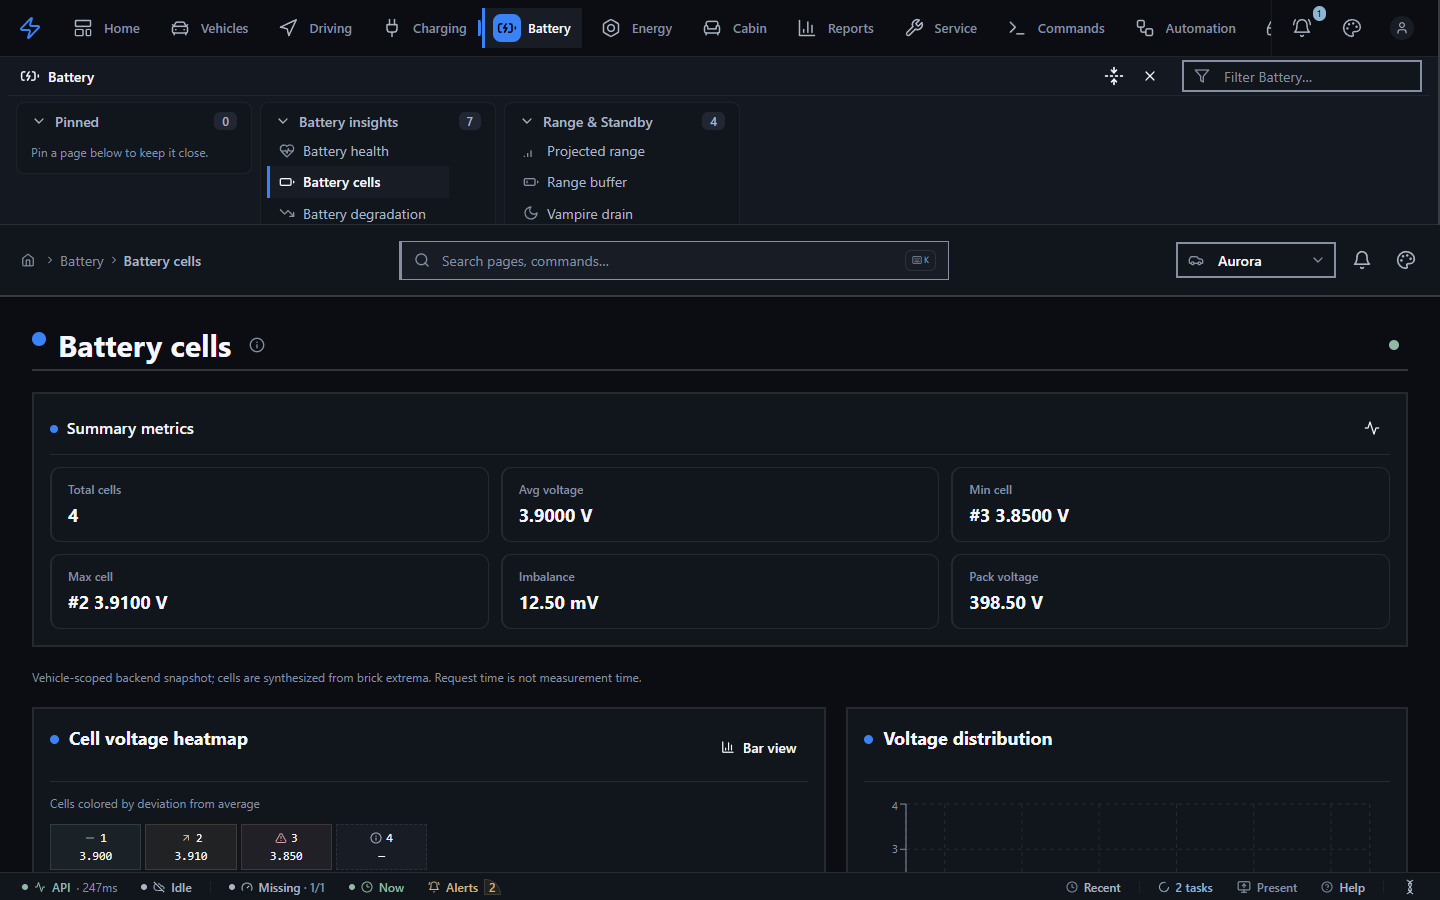 Home Vehicles Driving Charging Battery Energy Cabin Reports Service Commands Automation 1
Battery Filter Battery...
Pinned 0
Pin a page below to keep it close.
Battery insights 7
Battery health
Battery cells
Battery degradation
Range & Standby 4
Projected range
Range buffer
Vampire drain
Battery Battery cells Search pages, commands... K Aurora
Battery cells
Summary metrics
Total cells
4
Avg voltage
3.9000 V
Min cell
#3 3.8500 V
Max cell
#2 3.9100 V
Imbalance
12.50 mV
Pack voltage
398.50 V
Vehicle-scoped backend snapshot; cells are synthesized from brick extrema. Request time is not measurement time.
Cell voltage heatmap Bar view
Cells colored by deviation from average
1
3.900
2
3.910
3
3.850
4
—
Voltage distribution
4
3
API · 247ms Idle Missing · 1/1 Now Alerts 2 Recent 2 tasks Present Help